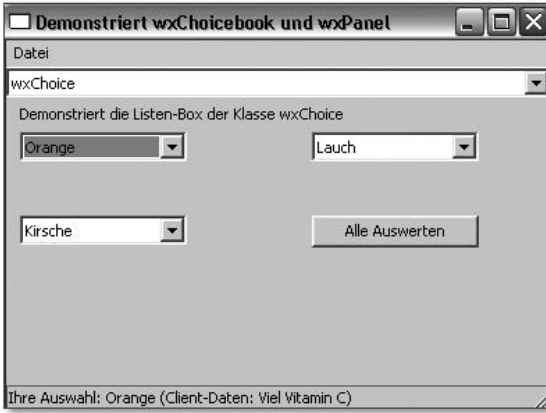 Demonstriert wxChoicebook und wxPanel
Datei
wxChoice
Demonstriert die Listen-Box der Klasse wxChoice
Orange
Lauch
Kirsche
Alle Auswerten
Ihre Auswahl: Orange (Client-Daten: Viel Vitamin C)